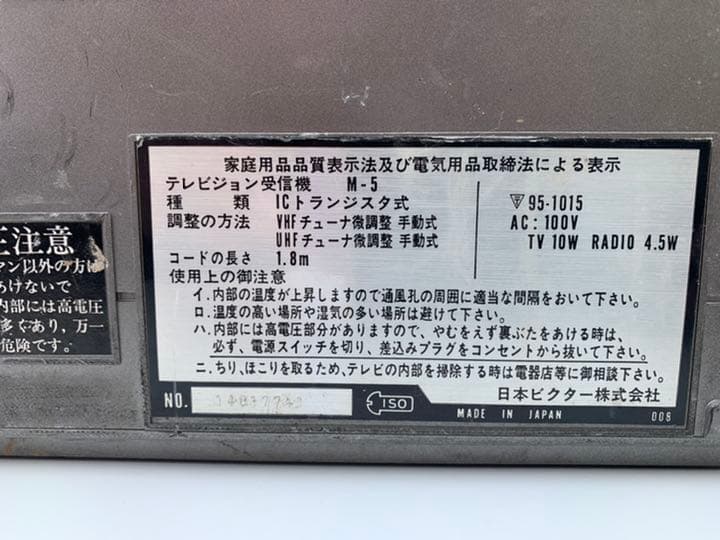 家庭用品品質表示法及び電気用品取締法による表示
テレビジョン受信機 M-5
種 類 ICトランジスタ式
調整の方法 VHFチューナ微調整 手動式
UHFチューナ微調整 手動式
コードの長さ 1.8m
95-1015
AC: 100V
TV 10W RADIO 4.5W
使用上の御注意
イ. 内部の温度が上昇しますので通風孔の周囲に適当な間隔をおいて下さい。
ロ. 温度の高い場所や湿気の多い場所は避けて下さい。
ハ. 内部には高電圧部分がありますので、やむをえず裏ぶたをあける時は、
必ず、電源スイッチを切り、差込みプラグをコンセントから抜いて下さい。
ニ. ちり、ほこりを取るため、テレビの内部を掃除する時は電器店等に御相談下さい。
NO.
ISO
日本ビクター株式会社
MADE IN JAPAN 006
注意
マン以外の方は
あけないで
内部には高電圧
多くあり、万一
危険です。